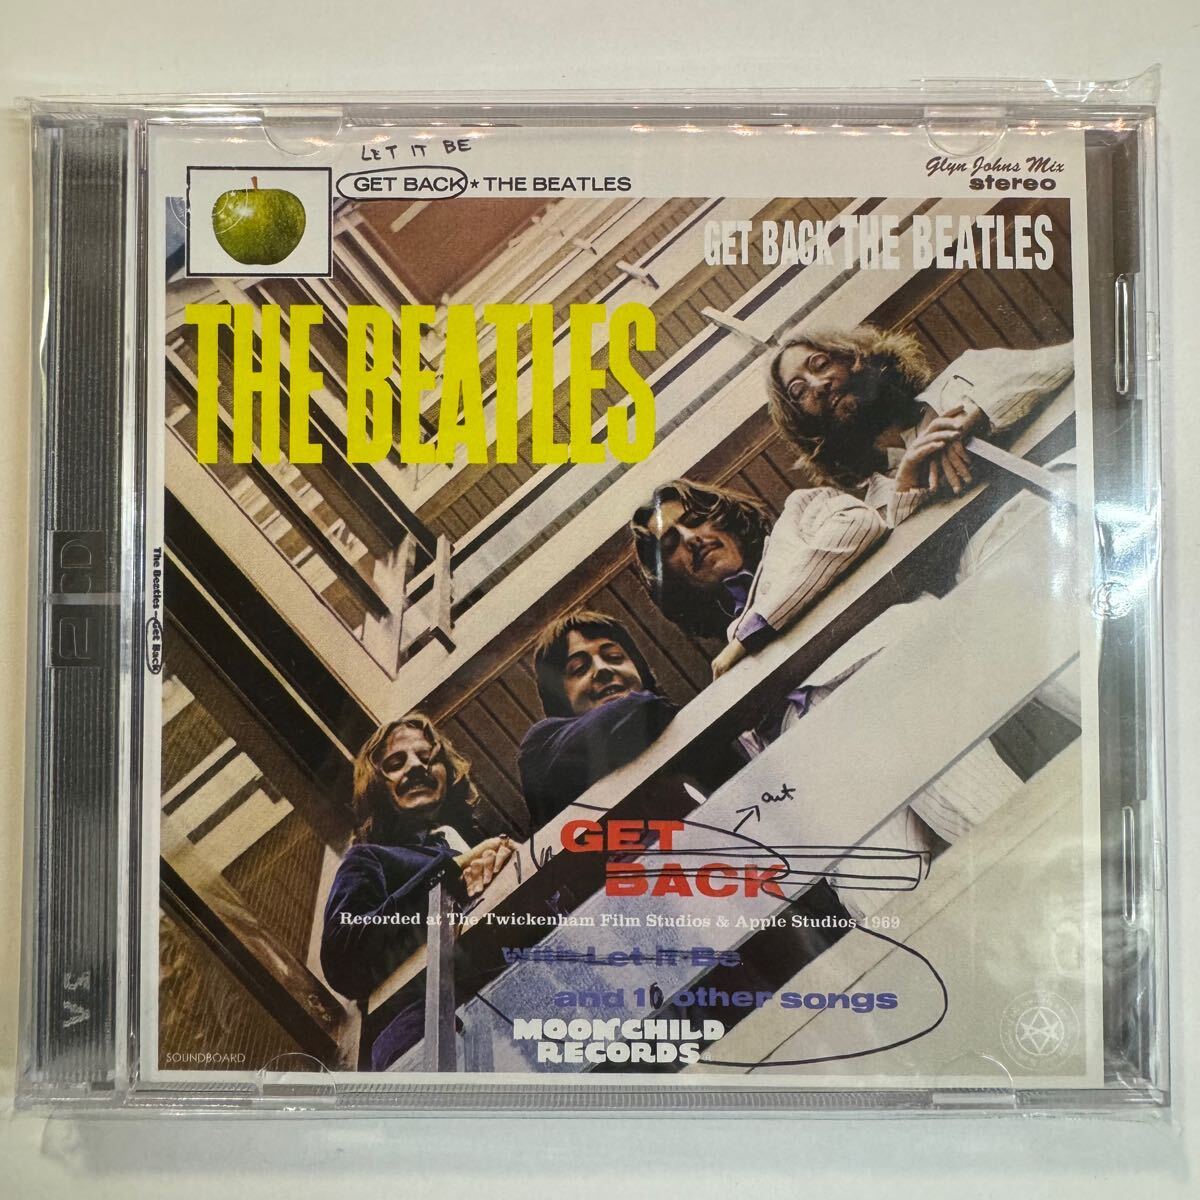 LET IT BE
GET BACK * THE BEATLES
Glyn Johns Mix
stereo
GET BACK THE BEATLES
THE BEATLES
2CD
The Beatles - Get Back
out
GET
BACK
Recorded at The Twickenham Film Studios & Apple Studios 1969
with Let it Be
and 10 other songs
MOONCHILD
RECORDS®
SOUNDBOARD